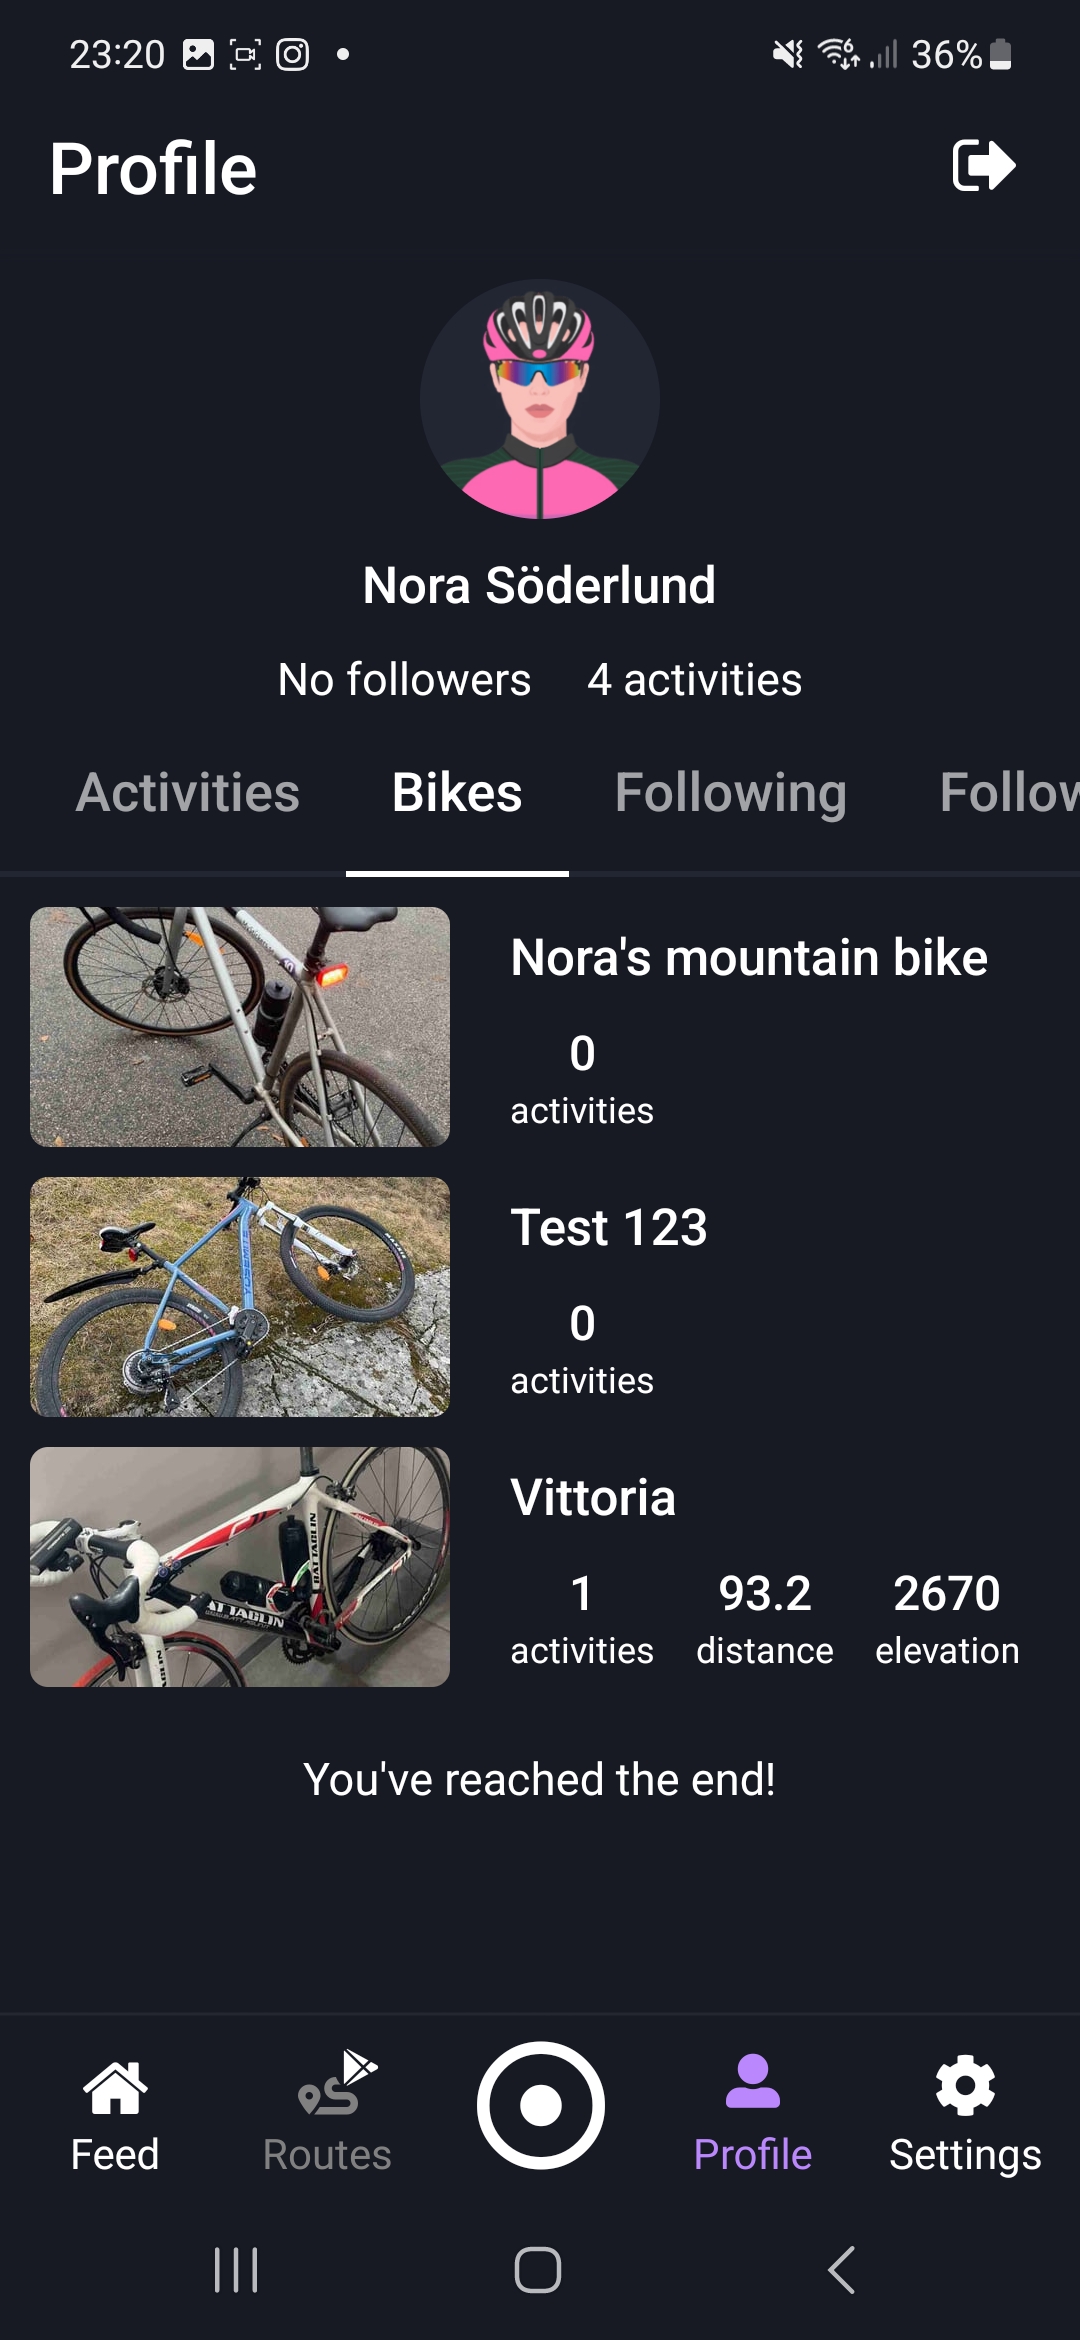 23:20 36%
Profile
Nora Söderlund
No followers 4 activities
Activities Bikes Following Follow
Nora's mountain bike
0
activities
Test 123
0
activities
BATTAGLIN
BATTAGLIN
Vittoria
1 93.2 2670
activities distance elevation
You've reached the end!
Feed Routes Profile Settings